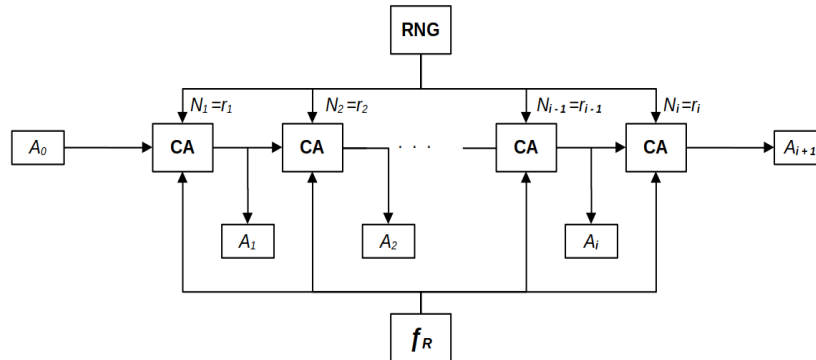 RNG
N₁=r₁ N₂=r₂ Nᵢ₋₁=rᵢ₋₁ Nᵢ=rᵢ
A₀ CA CA . . . CA CA Aᵢ₊₁
A₁ A₂ Aᵢ
f_R